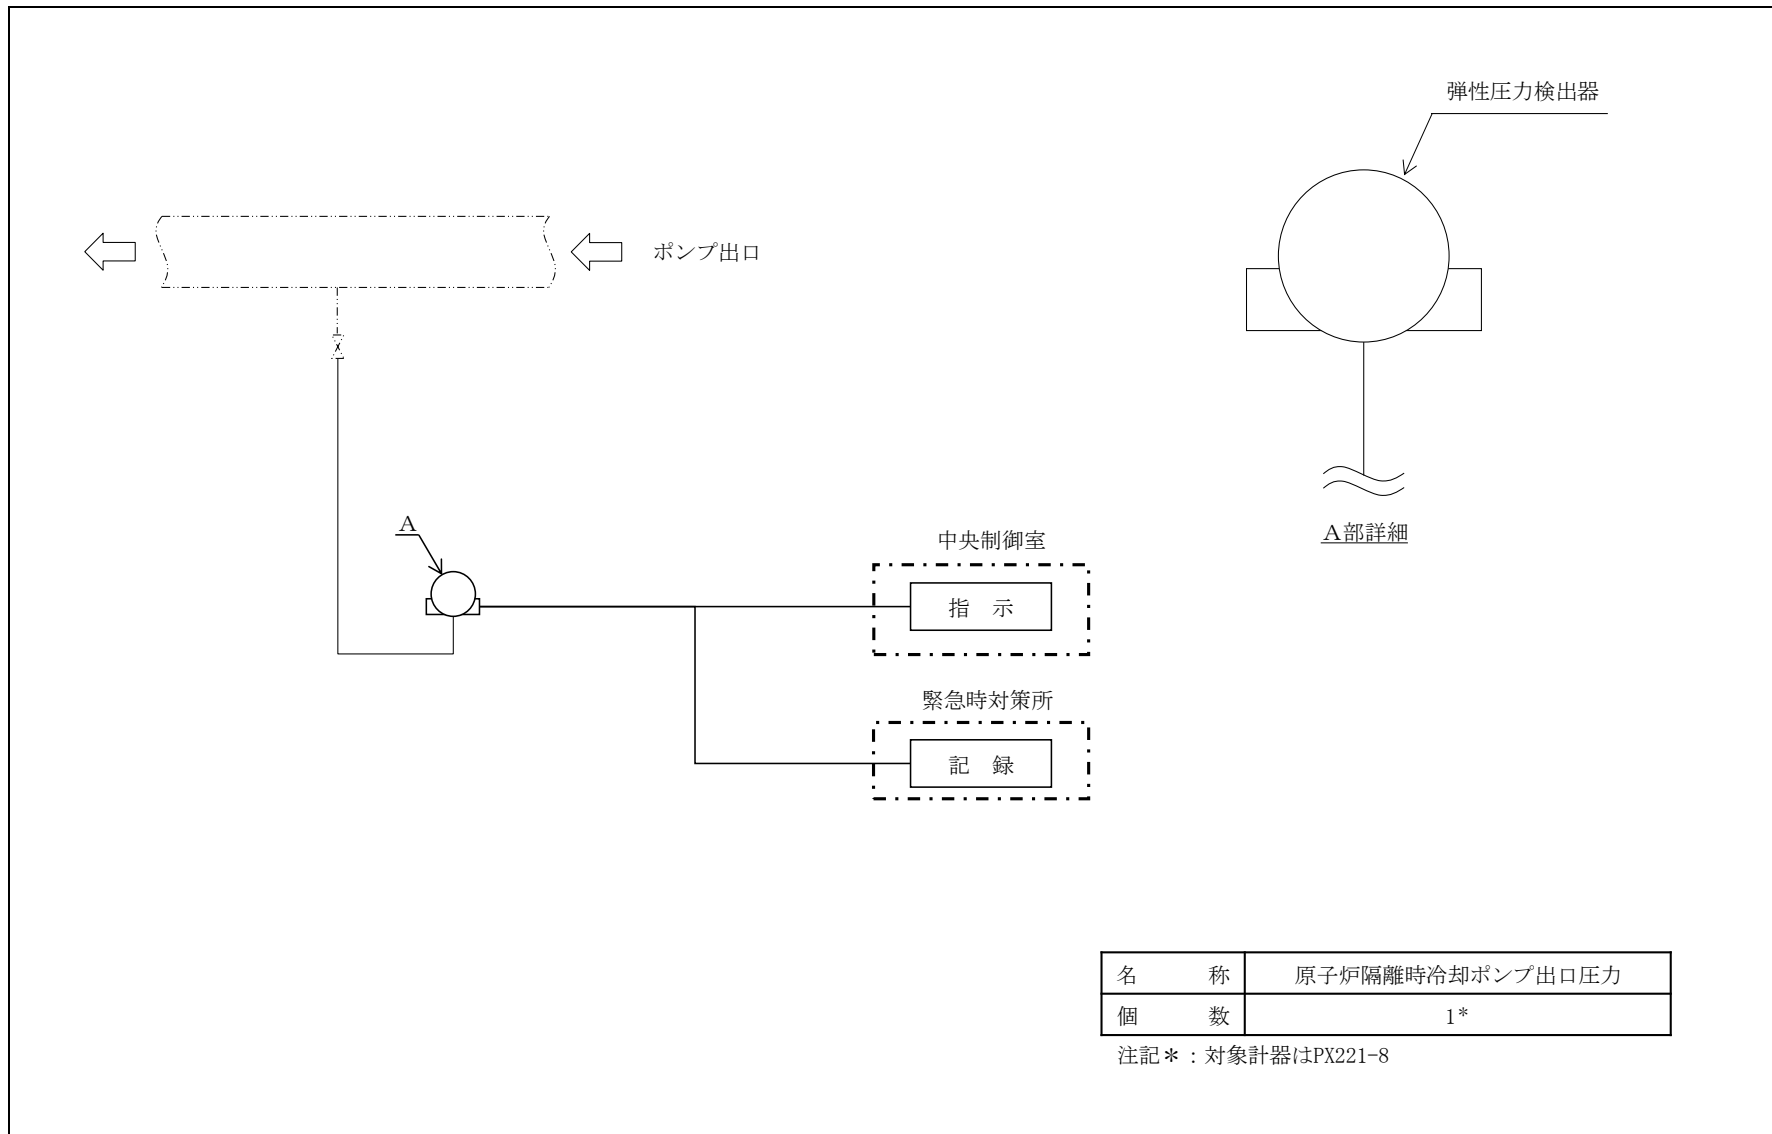 弾性圧力検出器
ポンプ出口
A
A部詳細
中央制御室
指 示
緊急時対策所
記 録
名 称 原子炉隔離時冷却ポンプ出口圧力
個 数 1*
注記＊：対象計器はPX221-8